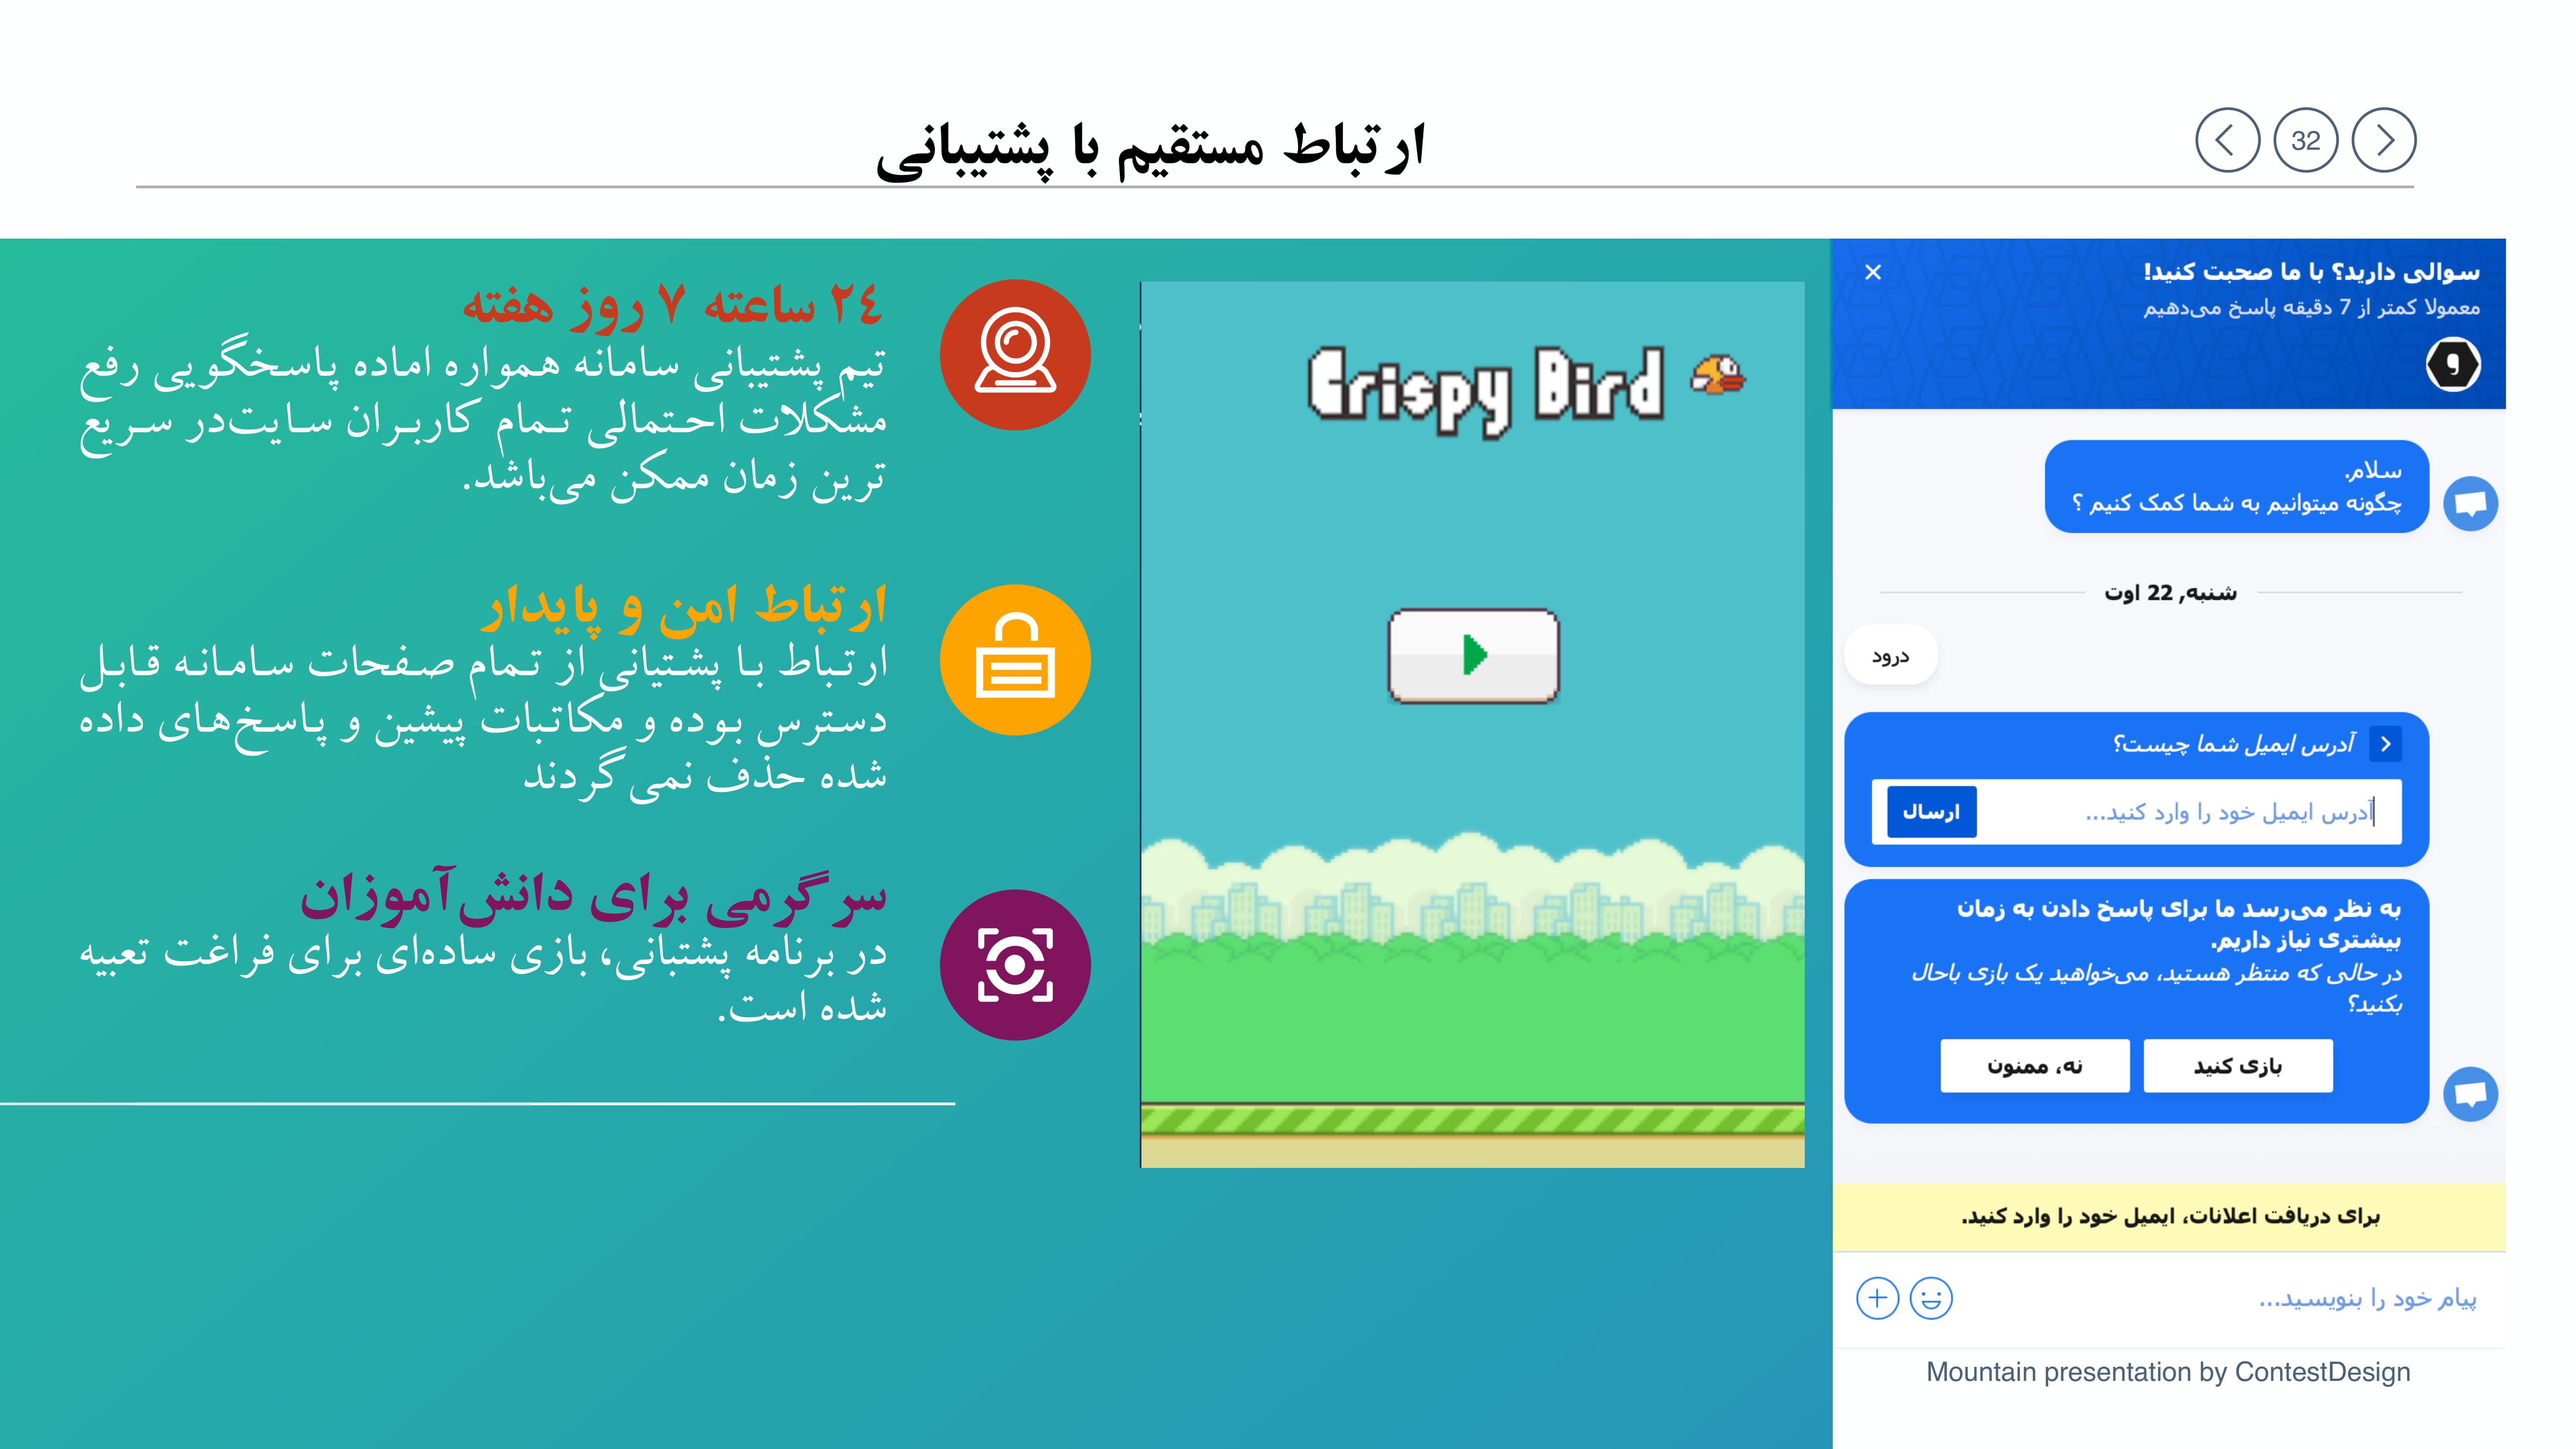 ارتباط مستقیم با پشتیبانی
32
۲٤ ساعته ۷ روز هفته
تیم پشتیبانی سامانه همواره اماده پاسخگویی رفع
مشکلات احتمالی تمام کاربران سایت‌در سریع
ترین زمان ممکن می‌باشد.
ارتباط امن و پایدار
ارتباط با پشتیانی از تمام صفحات سامانه قابل
دسترس بوده و مکاتبات پیشین و پاسخ‌های داده
شده حذف نمی‌گردند
سرگرمی برای دانش‌آموزان
در برنامه پشتبانی، بازی ساده‌ای برای فراغت تعبیه
شده است.
Crispy Bird
سوالی دارید؟ با ما صحبت کنید!
معمولا کمتر از 7 دقیقه پاسخ می‌دهیم
و
سلام.
چگونه میتوانیم به شما کمک کنیم ؟
شنبه, 22 اوت
درود
آدرس ایمیل شما چیست؟
آدرس ایمیل خود را وارد کنید...
ارسال
به نظر می‌رسد ما برای پاسخ دادن به زمان
بیشتری نیاز داریم.
در حالی که منتظر هستید، می‌خواهید یک بازی باحال
بکنید؟
بازی کنید
نه، ممنون
برای دریافت اعلانات، ایمیل خود را وارد کنید.
پیام خود را بنویسید...
Mountain presentation by ContestDesign